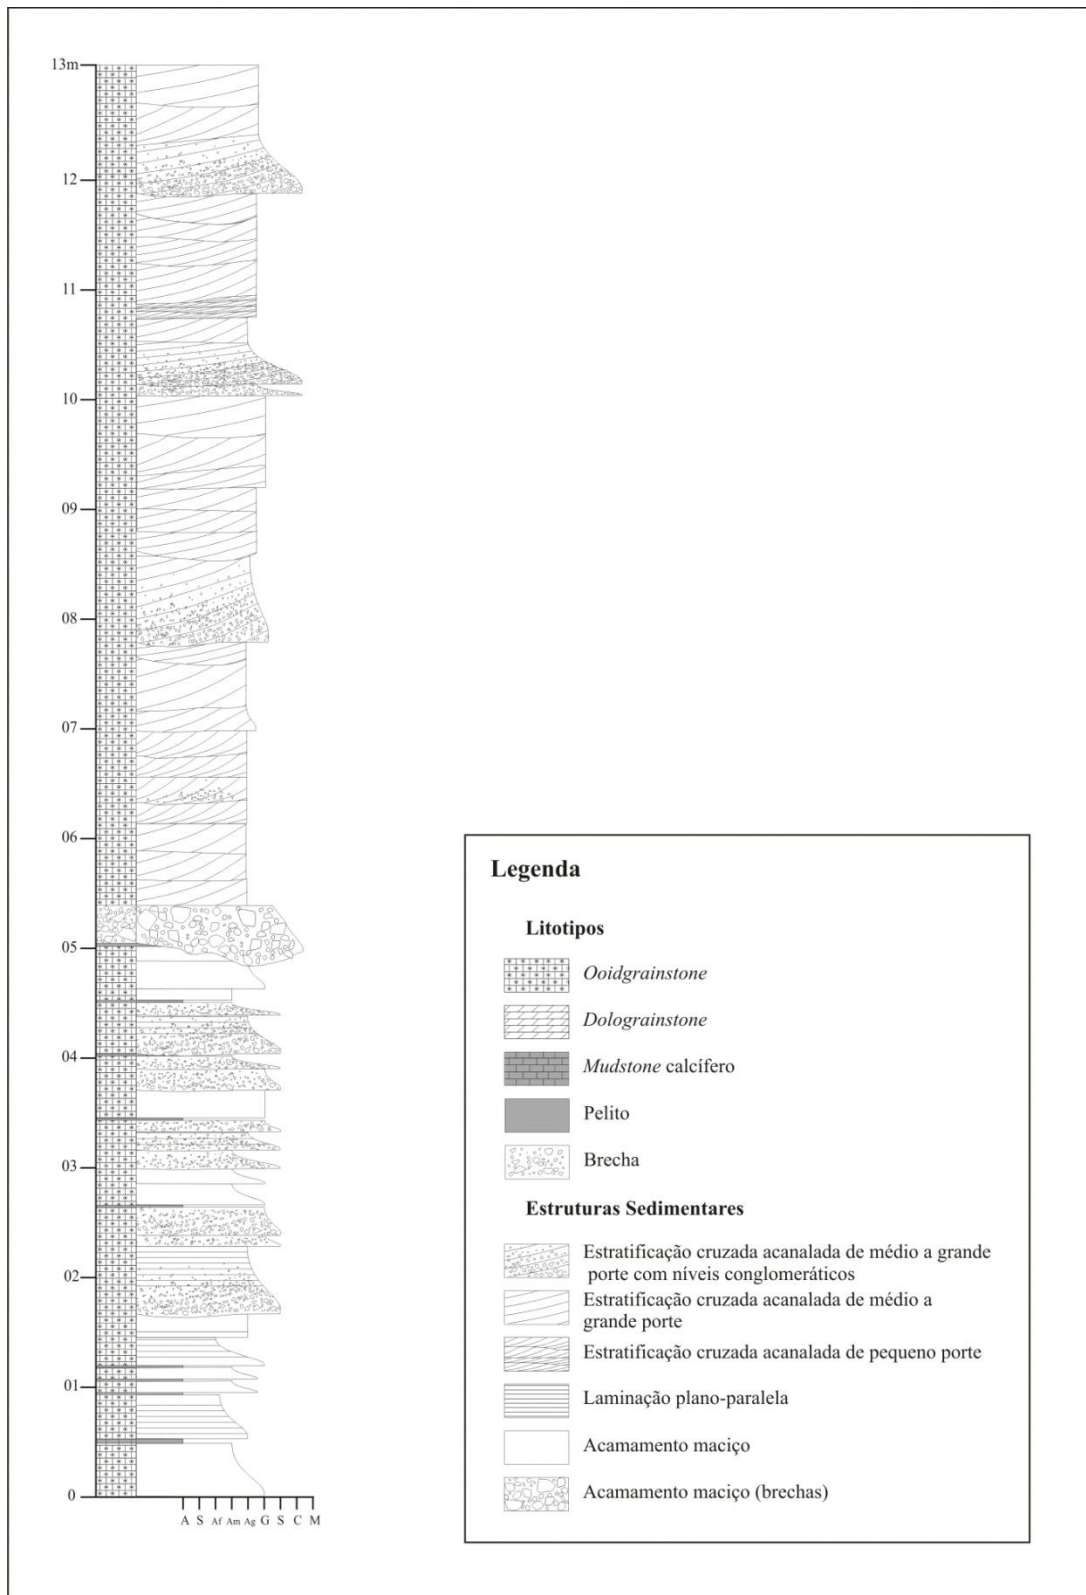 13m
12
11
10
09
08
07
06
05
04
03
02
01
0
A S Af Am Ag G S C M
Legenda
Litotipos
Ooidgrainstone
Dolograinstone
Mudstone calcífero
Pelito
Brecha
Estruturas Sedimentares
Estratificação cruzada acanalada de médio a grande
porte com níveis conglomeráticos
Estratificação cruzada acanalada de médio a
grande porte
Estratificação cruzada acanalada de pequeno porte
Laminação plano-paralela
Acamamento maciço
Acamamento maciço (brechas)